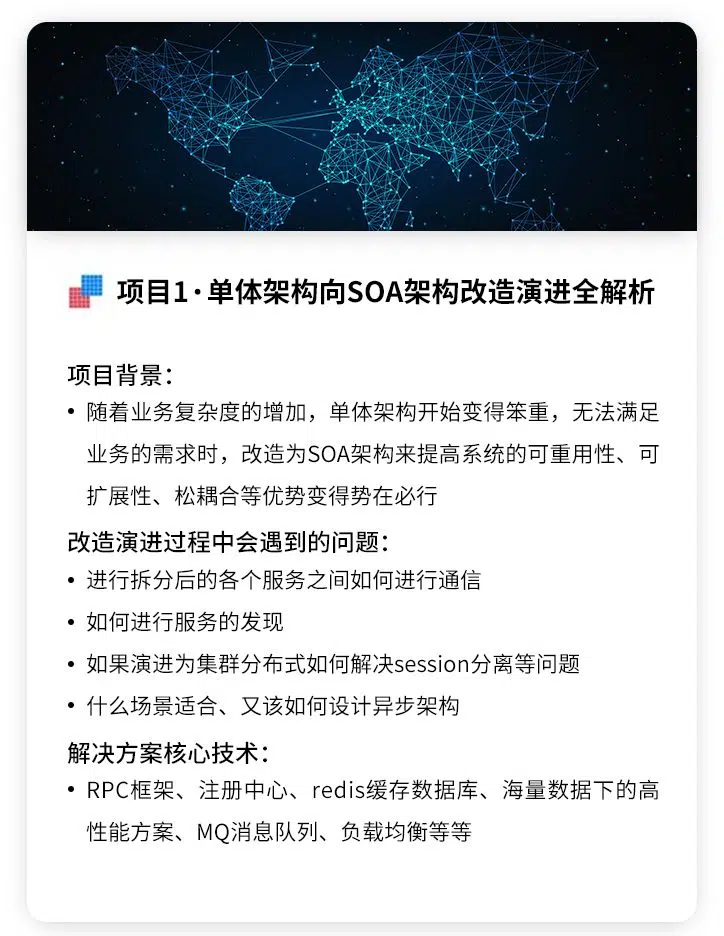 项目1·单体架构向SOA架构改造演进全解析
项目背景：
• 随着业务复杂度的增加，单体架构开始变得笨重，无法满足
业务的需求时，改造为SOA架构来提高系统的可重用性、可
扩展性、松耦合等优势变得势在必行
改造演进过程中会遇到的问题：
• 进行拆分后的各个服务之间如何进行通信
• 如何进行服务的发现
• 如果演进为集群分布式如何解决session分离等问题
• 什么场景适合、又该如何设计异步架构
解决方案核心技术：
• RPC框架、注册中心、redis缓存数据库、海量数据下的高
性能方案、MQ消息队列、负载均衡等等